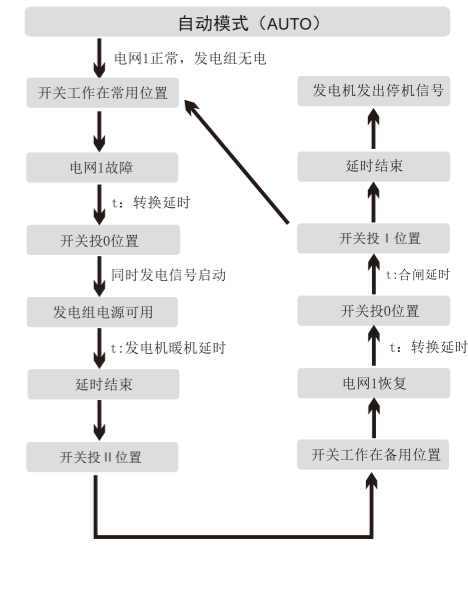 自动模式（AUTO）
电网1正常，发电组无电
开关工作在常用位置
电网1故障
t：转换延时
开关投0位置
同时发电信号启动
发电组电源可用
t:发电机暖机延时
延时结束
开关投Ⅱ位置
开关工作在备用位置
电网1恢复
t：转换延时
开关投0位置
t:合闸延时
开关投Ⅰ位置
延时结束
发电机发出停机信号